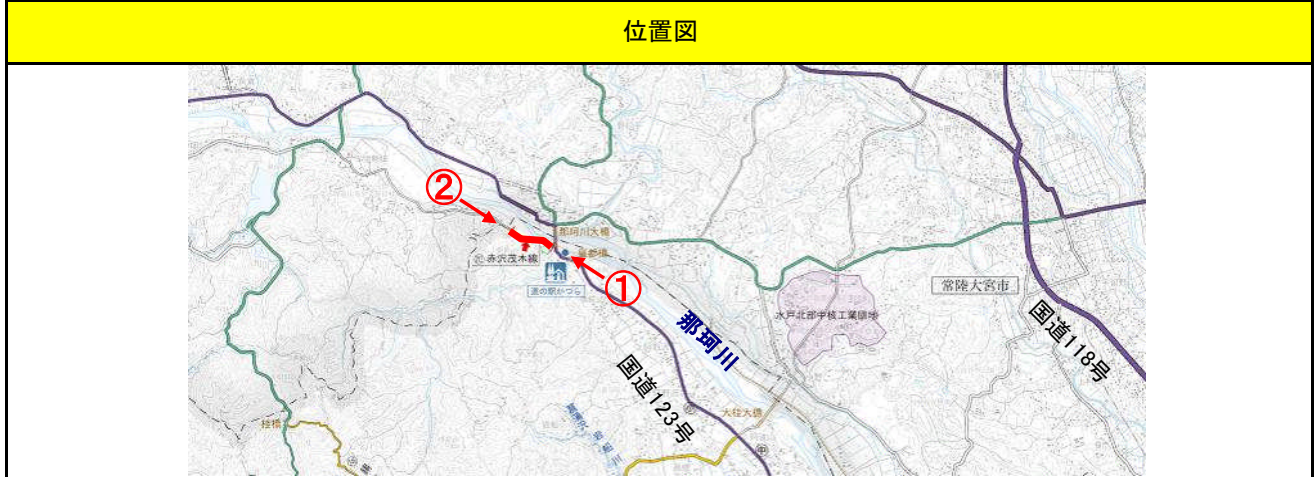 位置図
②
那珂川大橋
赤沢茂木線
①
道の駅かつら
常陸大宮市
水戸北部中核工業団地
国道118号
那珂川
国道123号
大桂大橋
桂橋